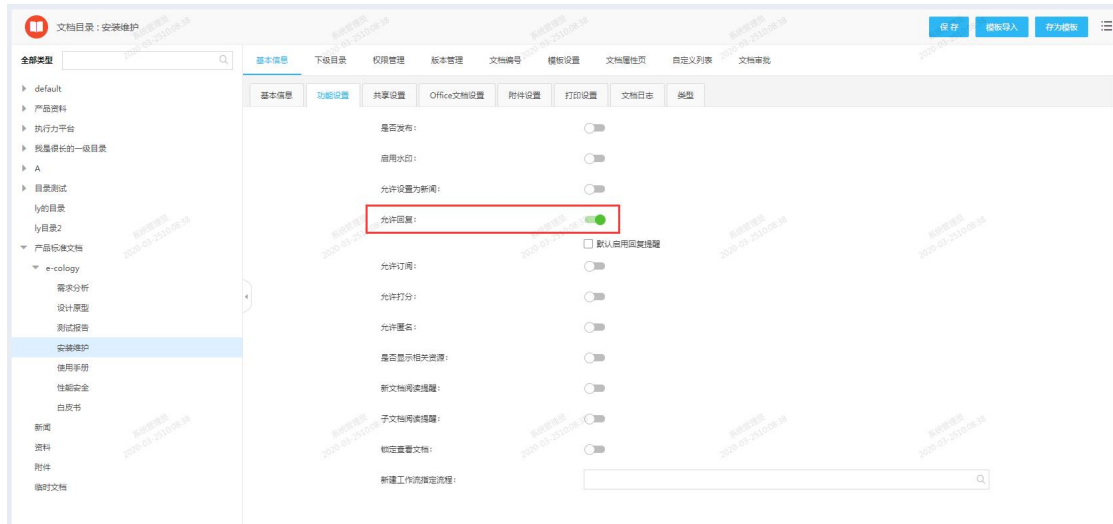 文档目录 : 安装维护
保存 模板导入 存为模板
全部类型
基本信息 下级目录 权限管理 版本管理 文档编号 模板设置 文档属性页 自定义列表 文档审批
基本信息 功能设置 共享设置 Office文档设置 附件设置 打印设置 文档日志 类型
default
产品资料
执行力平台
我是很长的一级目录
A
目录测试
ly的目录
ly目录2
产品标准文档
e-cology
需求分析
设计原型
测试报告
安装维护
使用手册
性能安全
白皮书
新闻
资料
附件
临时文档
是否发布:
启用水印:
允许设置为新闻:
允许回复:
默认启用回复提醒
允许订阅:
允许打分:
允许匿名:
是否显示相关资源:
新文档阅读提醒:
子文档阅读提醒:
锁定查看文档:
新建工作流指定流程:
系统管理员
2020-03-2510:08:38